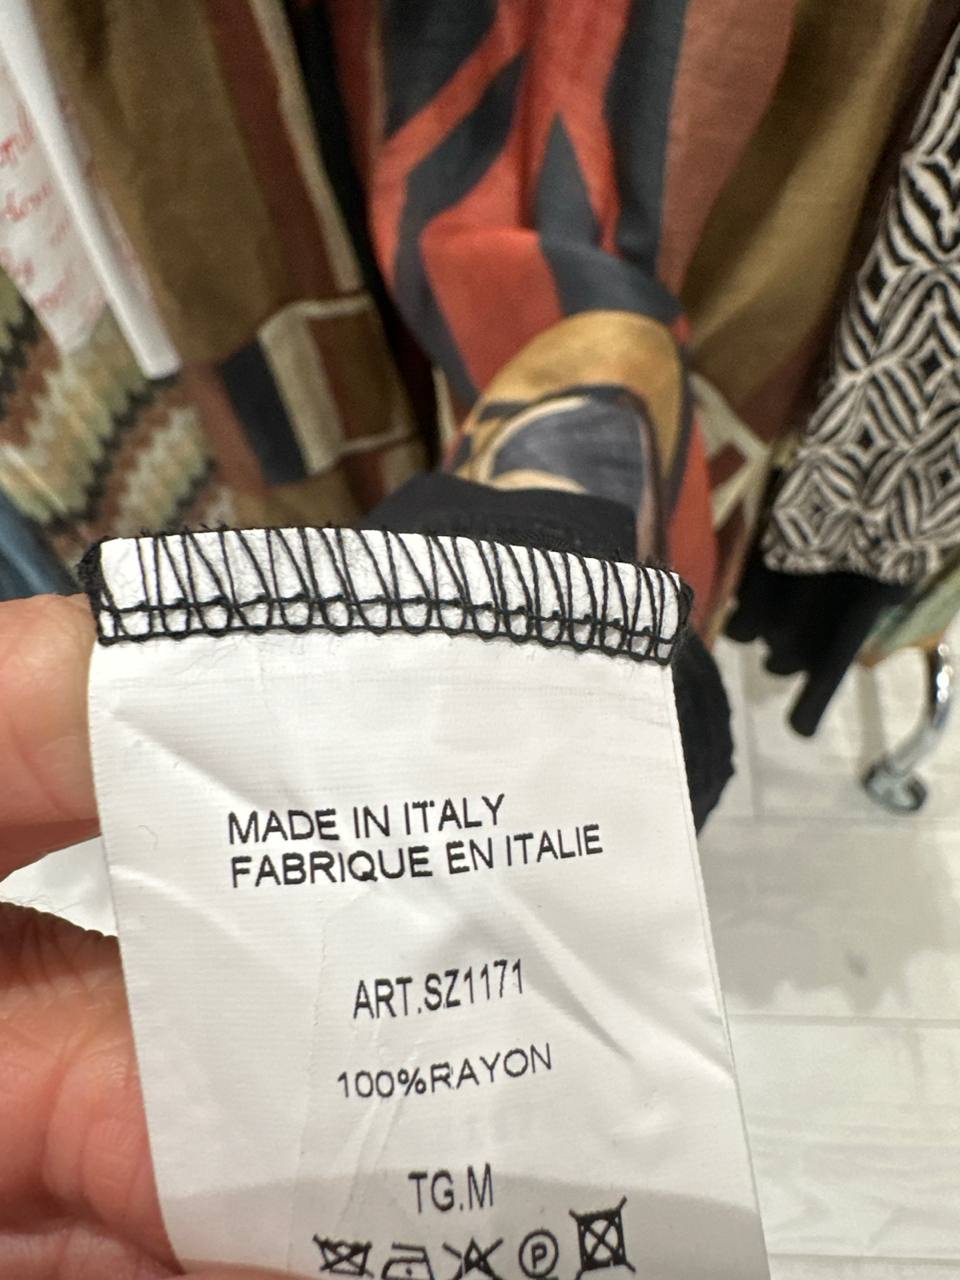 MADE IN ITALY
FABRIQUE EN ITALIE
ART.SZ1171
100%RAYON
TG.M
P